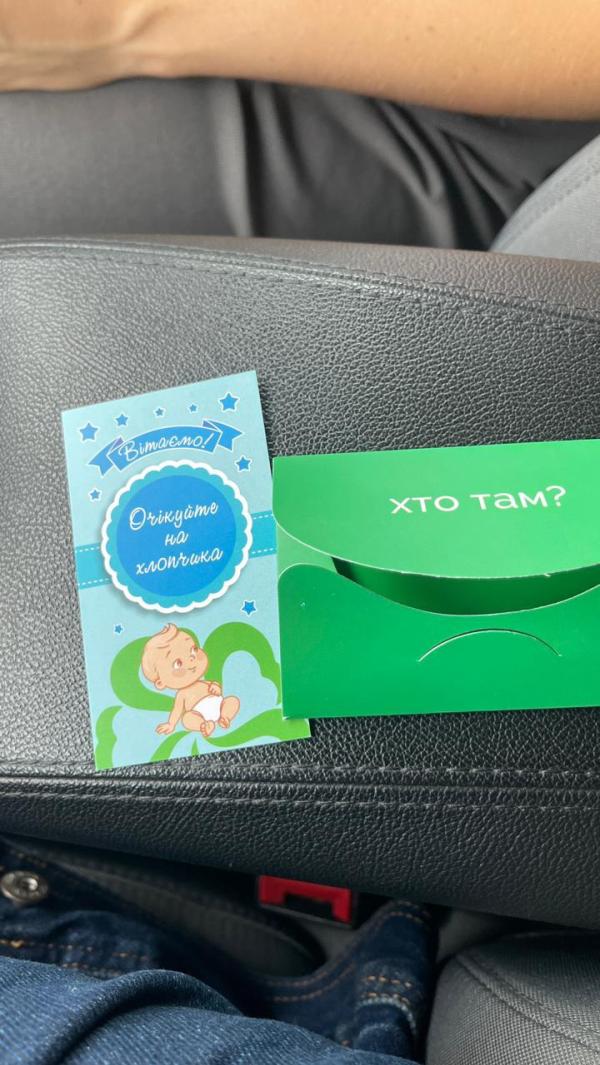 Вітаємо!
Очікуйте
на
хлопчика
хто там?